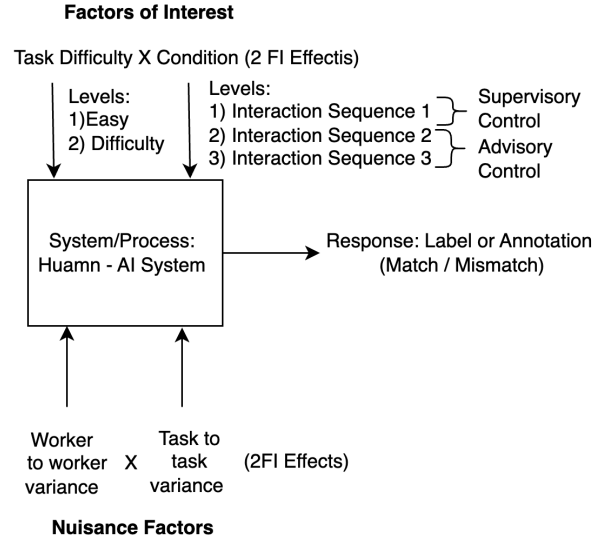 Factors of Interest
Task Difficulty X Condition (2 FI Effectis)
Levels:
1)Easy
2) Difficulty
Levels:
1) Interaction Sequence 1
2) Interaction Sequence 2
3) Interaction Sequence 3
Supervisory
Control
Advisory
Control
System/Process:
Huamn - AI System
Response: Label or Annotation
(Match / Mismatch)
Worker
to worker
variance
X
Task to
task
variance
(2FI Effects)
Nuisance Factors